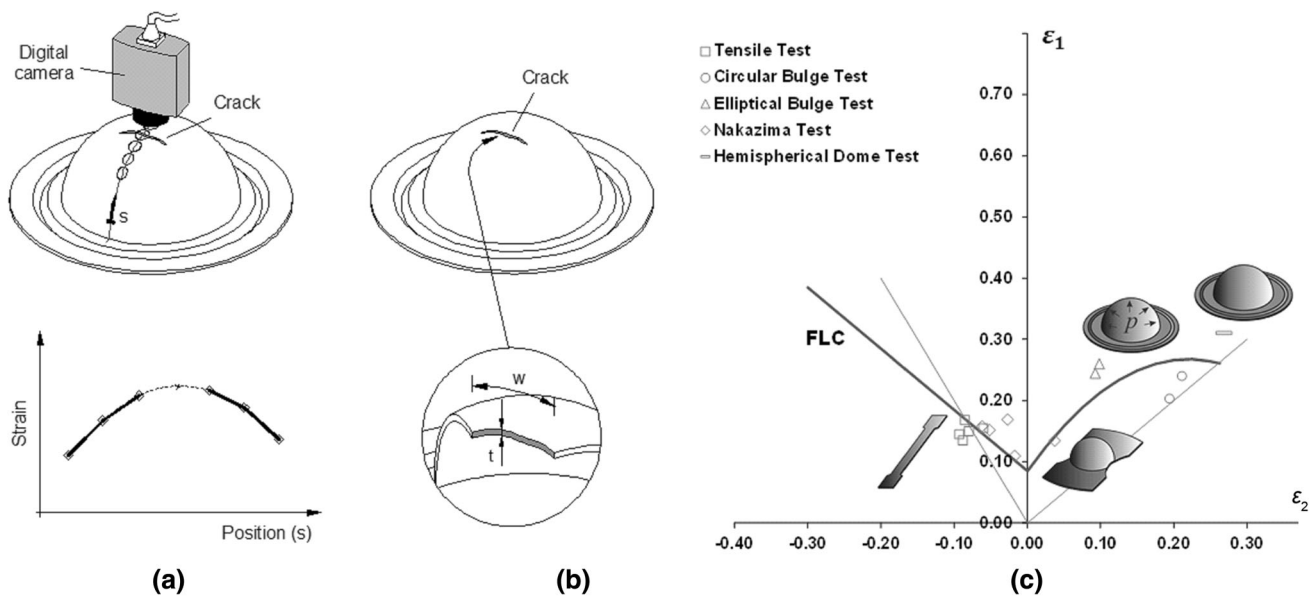 Digital
camera
Crack
s
Strain
Position (s)
(a)
Crack
w
t
(b)
ε1
Tensile Test
Circular Bulge Test
Elliptical Bulge Test
Nakazima Test
Hemispherical Dome Test
0.70
0.60
0.50
0.40
0.30
0.20
0.10
0.00
FLC
p
ε2
-0.40 -0.30 -0.20 -0.10 0.00 0.10 0.20 0.30
(c)